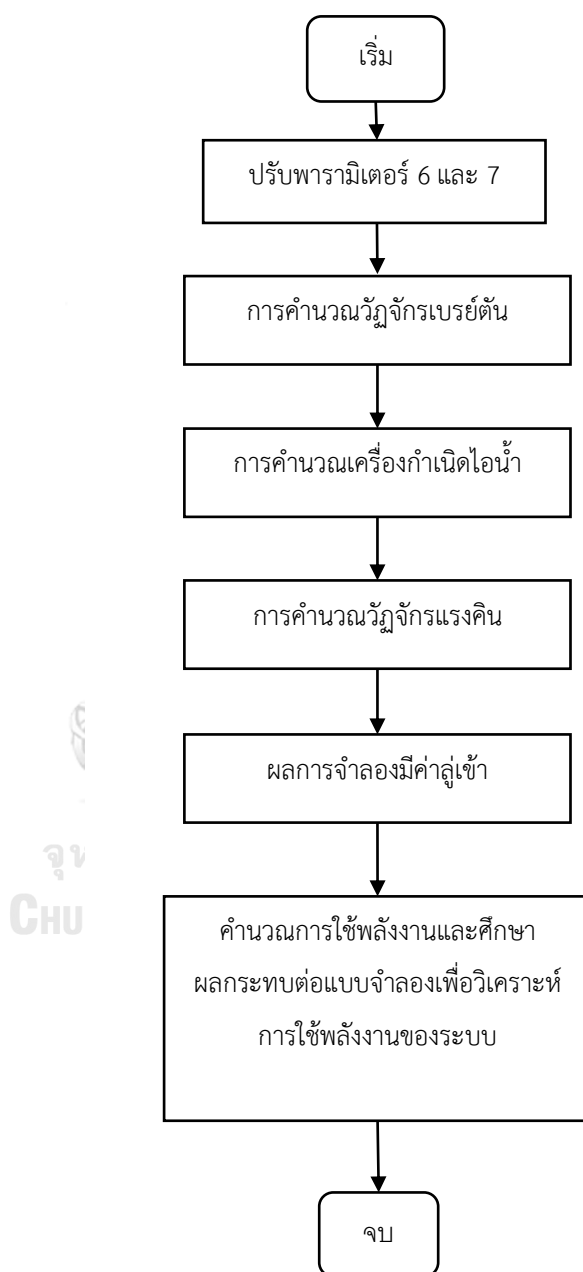 เริ่ม
ปรับพารามิเตอร์ 6 และ 7
การคำนวณวัฏจักรเบรย์ตัน
การคำนวณเครื่องกำเนิดไอน้ำ
การคำนวณวัฏจักรแรงคิน
ผลการจำลองมีค่าลู่เข้า
จุฬ
CHU
คำนวณการใช้พลังงานและศึกษา
ผลกระทบต่อแบบจำลองเพื่อวิเคราะห์
การใช้พลังงานของระบบ
จบ